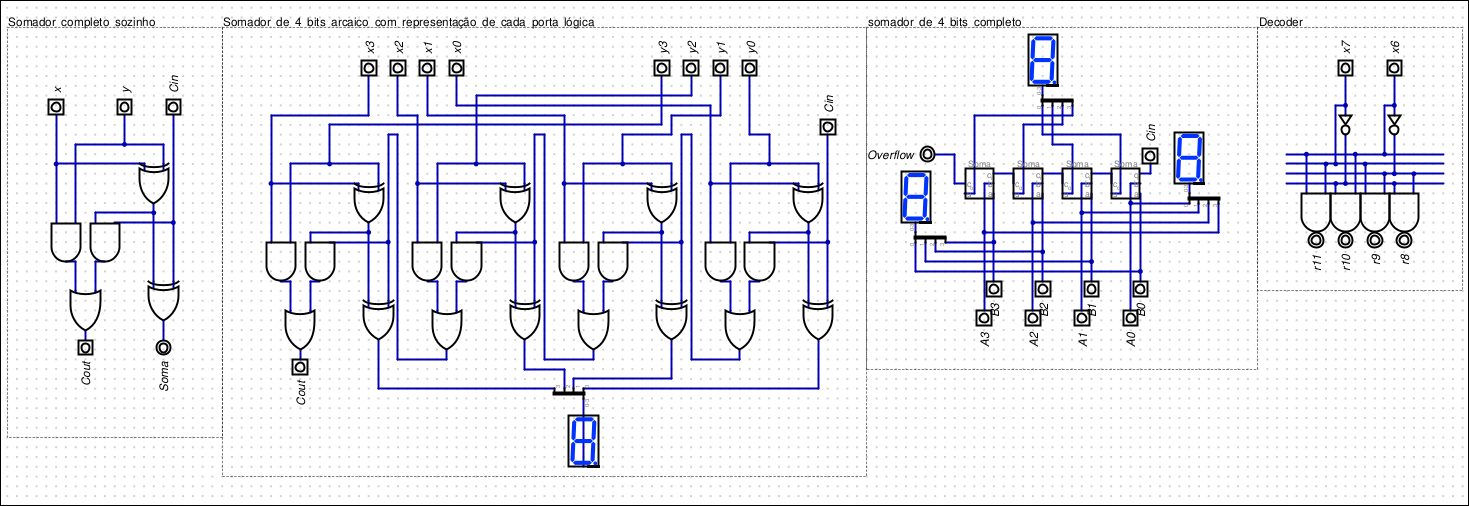 Somador completo sozinho
x
y
Cin
Cout
Soma
Somador de 4 bits arcaico com representação de cada porta lógica
x3
x2
x1
x0
y3
y2
y1
y0
Cin
Cout
somador de 4 bits completo
Overflow
Cin
Soma
Soma
Soma
Soma
B3
B2
B1
B0
A3
A2
A1
A0
Decoder
x7
x6
r11
r10
r9
r8